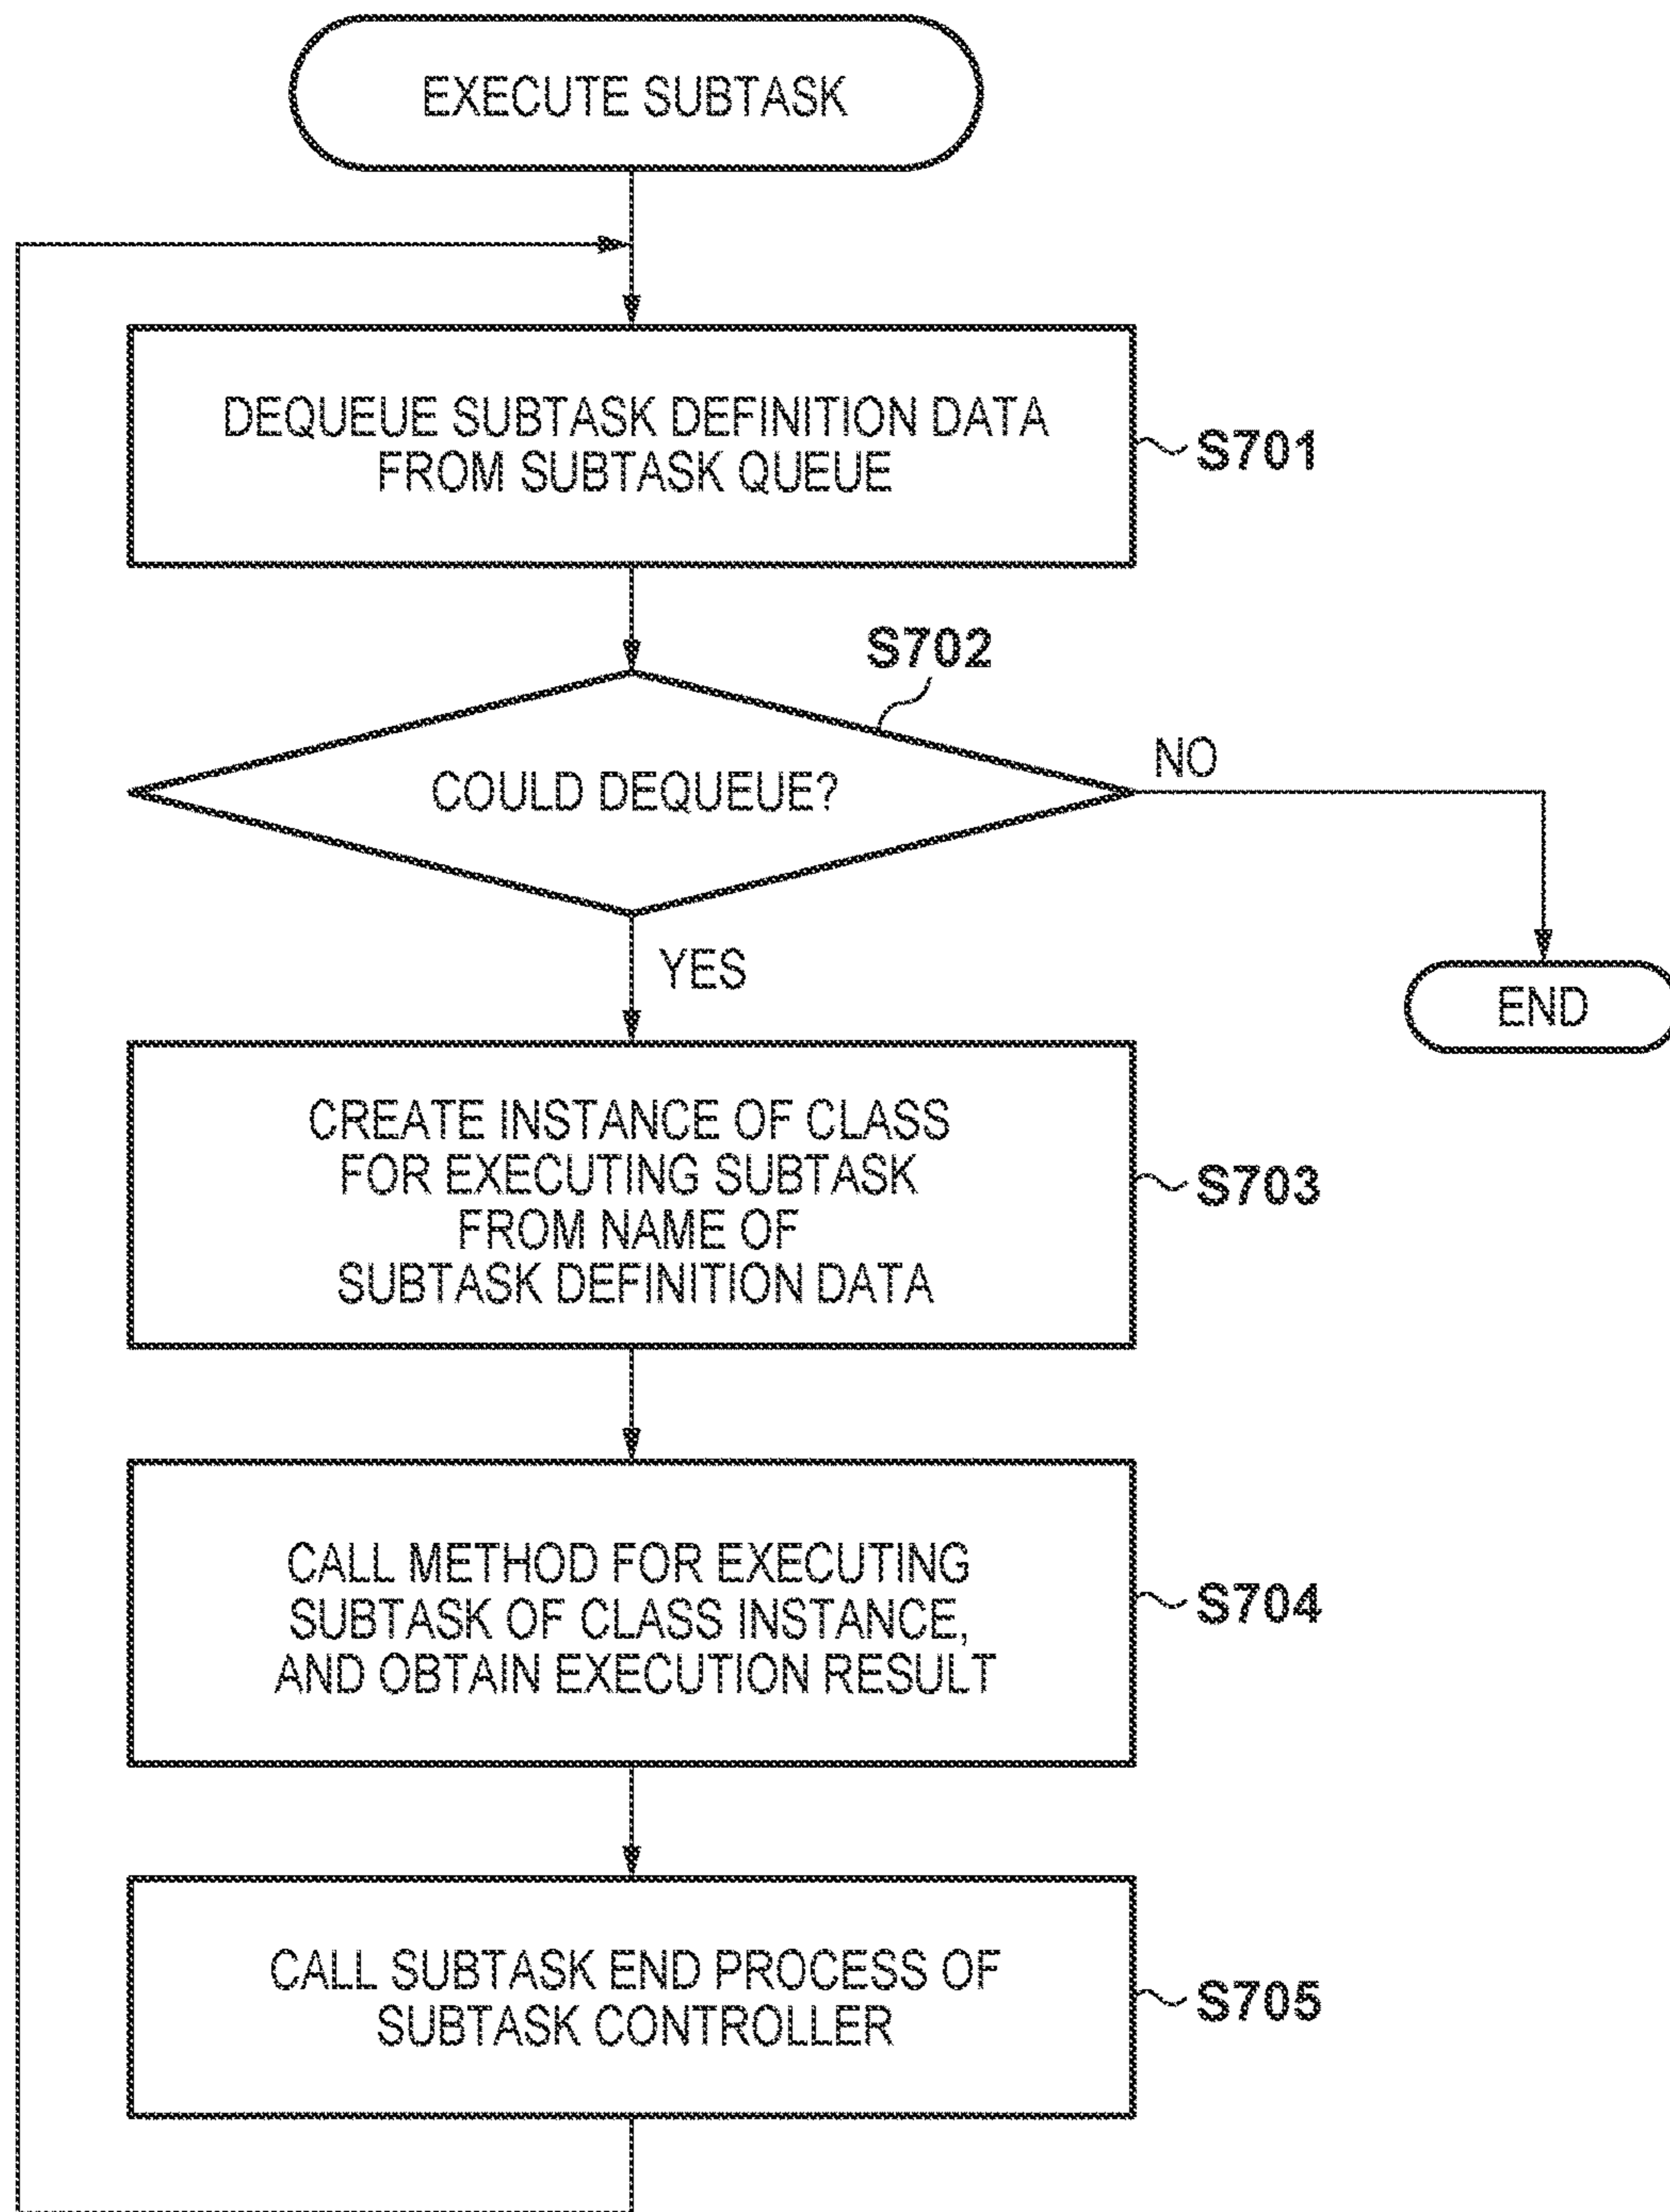 EXECUTE SUBTASK
DEQUEUE SUBTASK DEFINITION DATA
FROM SUBTASK QUEUE
S701
S702
COULD DEQUEUE?
NO
YES
END
CREATE INSTANCE OF CLASS
FOR EXECUTING SUBTASK
FROM NAME OF
SUBTASK DEFINITION DATA
S703
CALL METHOD FOR EXECUTING
SUBTASK OF CLASS INSTANCE,
AND OBTAIN EXECUTION RESULT
S704
CALL SUBTASK END PROCESS OF
SUBTASK CONTROLLER
S705